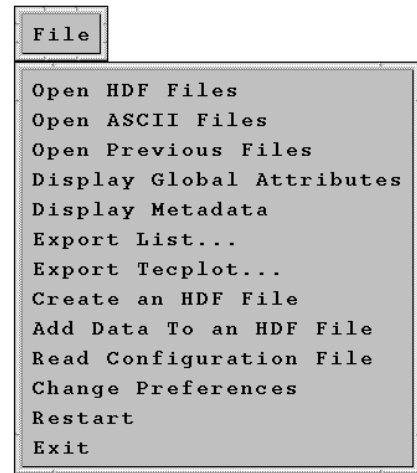 File
Open HDF Files
Open ASCII Files
Open Previous Files
Display Global Attributes
Display Metadata
Export List...
Export Tecplot...
Create an HDF File
Add Data To an HDF File
Read Configuration File
Change Preferences
Restart
Exit